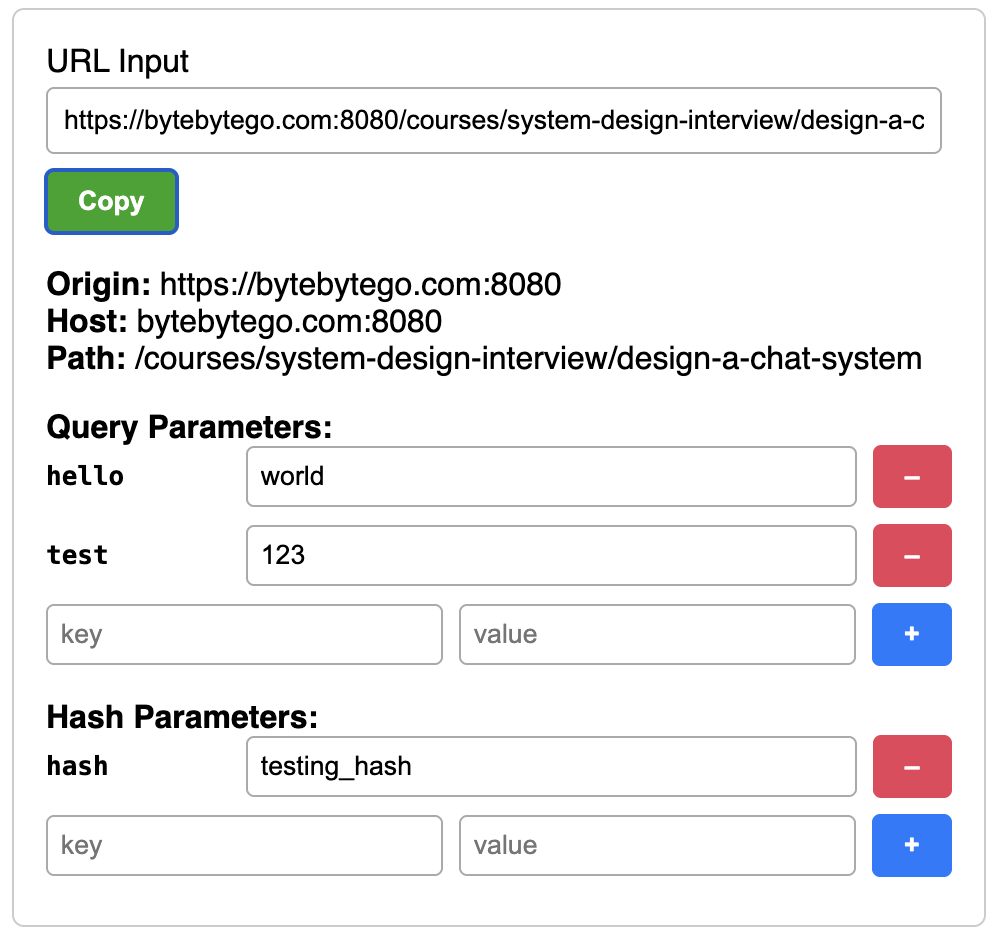 URL Input
https://bytebytego.com:8080/courses/system-design-interview/design-a-c
Copy
Origin: https://bytebytego.com:8080
Host: bytebytego.com:8080
Path: /courses/system-design-interview/design-a-chat-system
Query Parameters:
hello world −
test 123 −
key value +
Hash Parameters:
hash testing_hash −
key value +